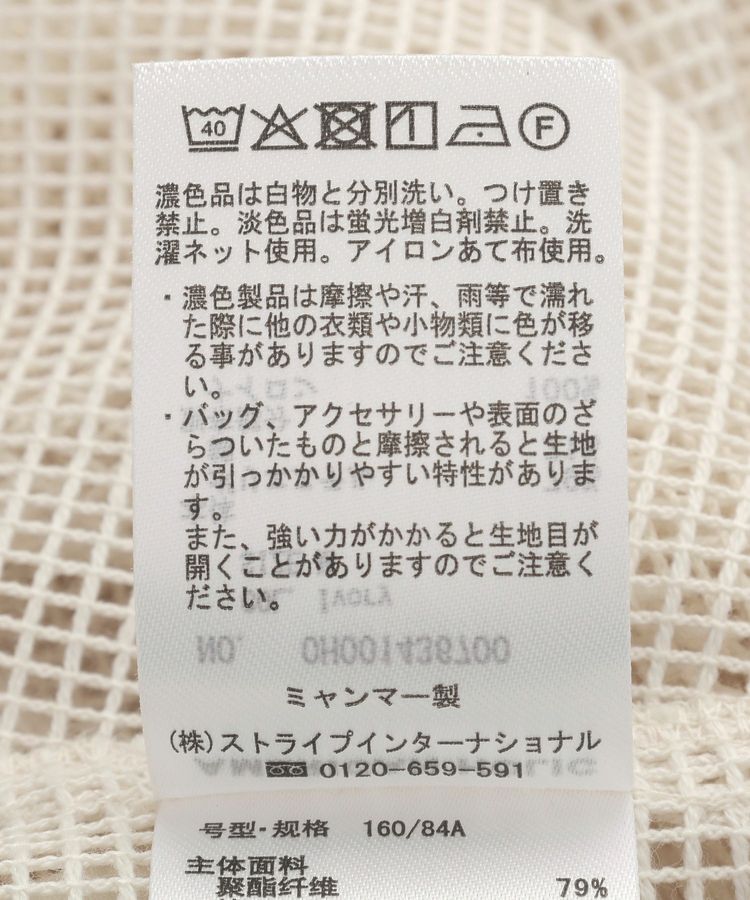 40
F
濃色品は白物と分別洗い。つけ置き
禁止。淡色品は蛍光増白剤禁止。洗
濯ネット使用。アイロンあて布使用。
・濃色製品は摩擦や汗、雨等で濡れ
た際に他の衣類や小物類に色が移
る事がありますのでご注意くださ
い。
・バッグ、アクセサリーや表面のざ
らついたものと摩擦されると生地
が引っかかりやすい特性がありま
す。
また、強い力がかかると生地目が
開くことがありますのでご注意く
ださい。
Ivory
NO. 0H001436700
ミャンマー製
(株)ストライプインターナショナル
0120-659-591
号型·规格 160/84A
主体面料
聚酯纤维 79%